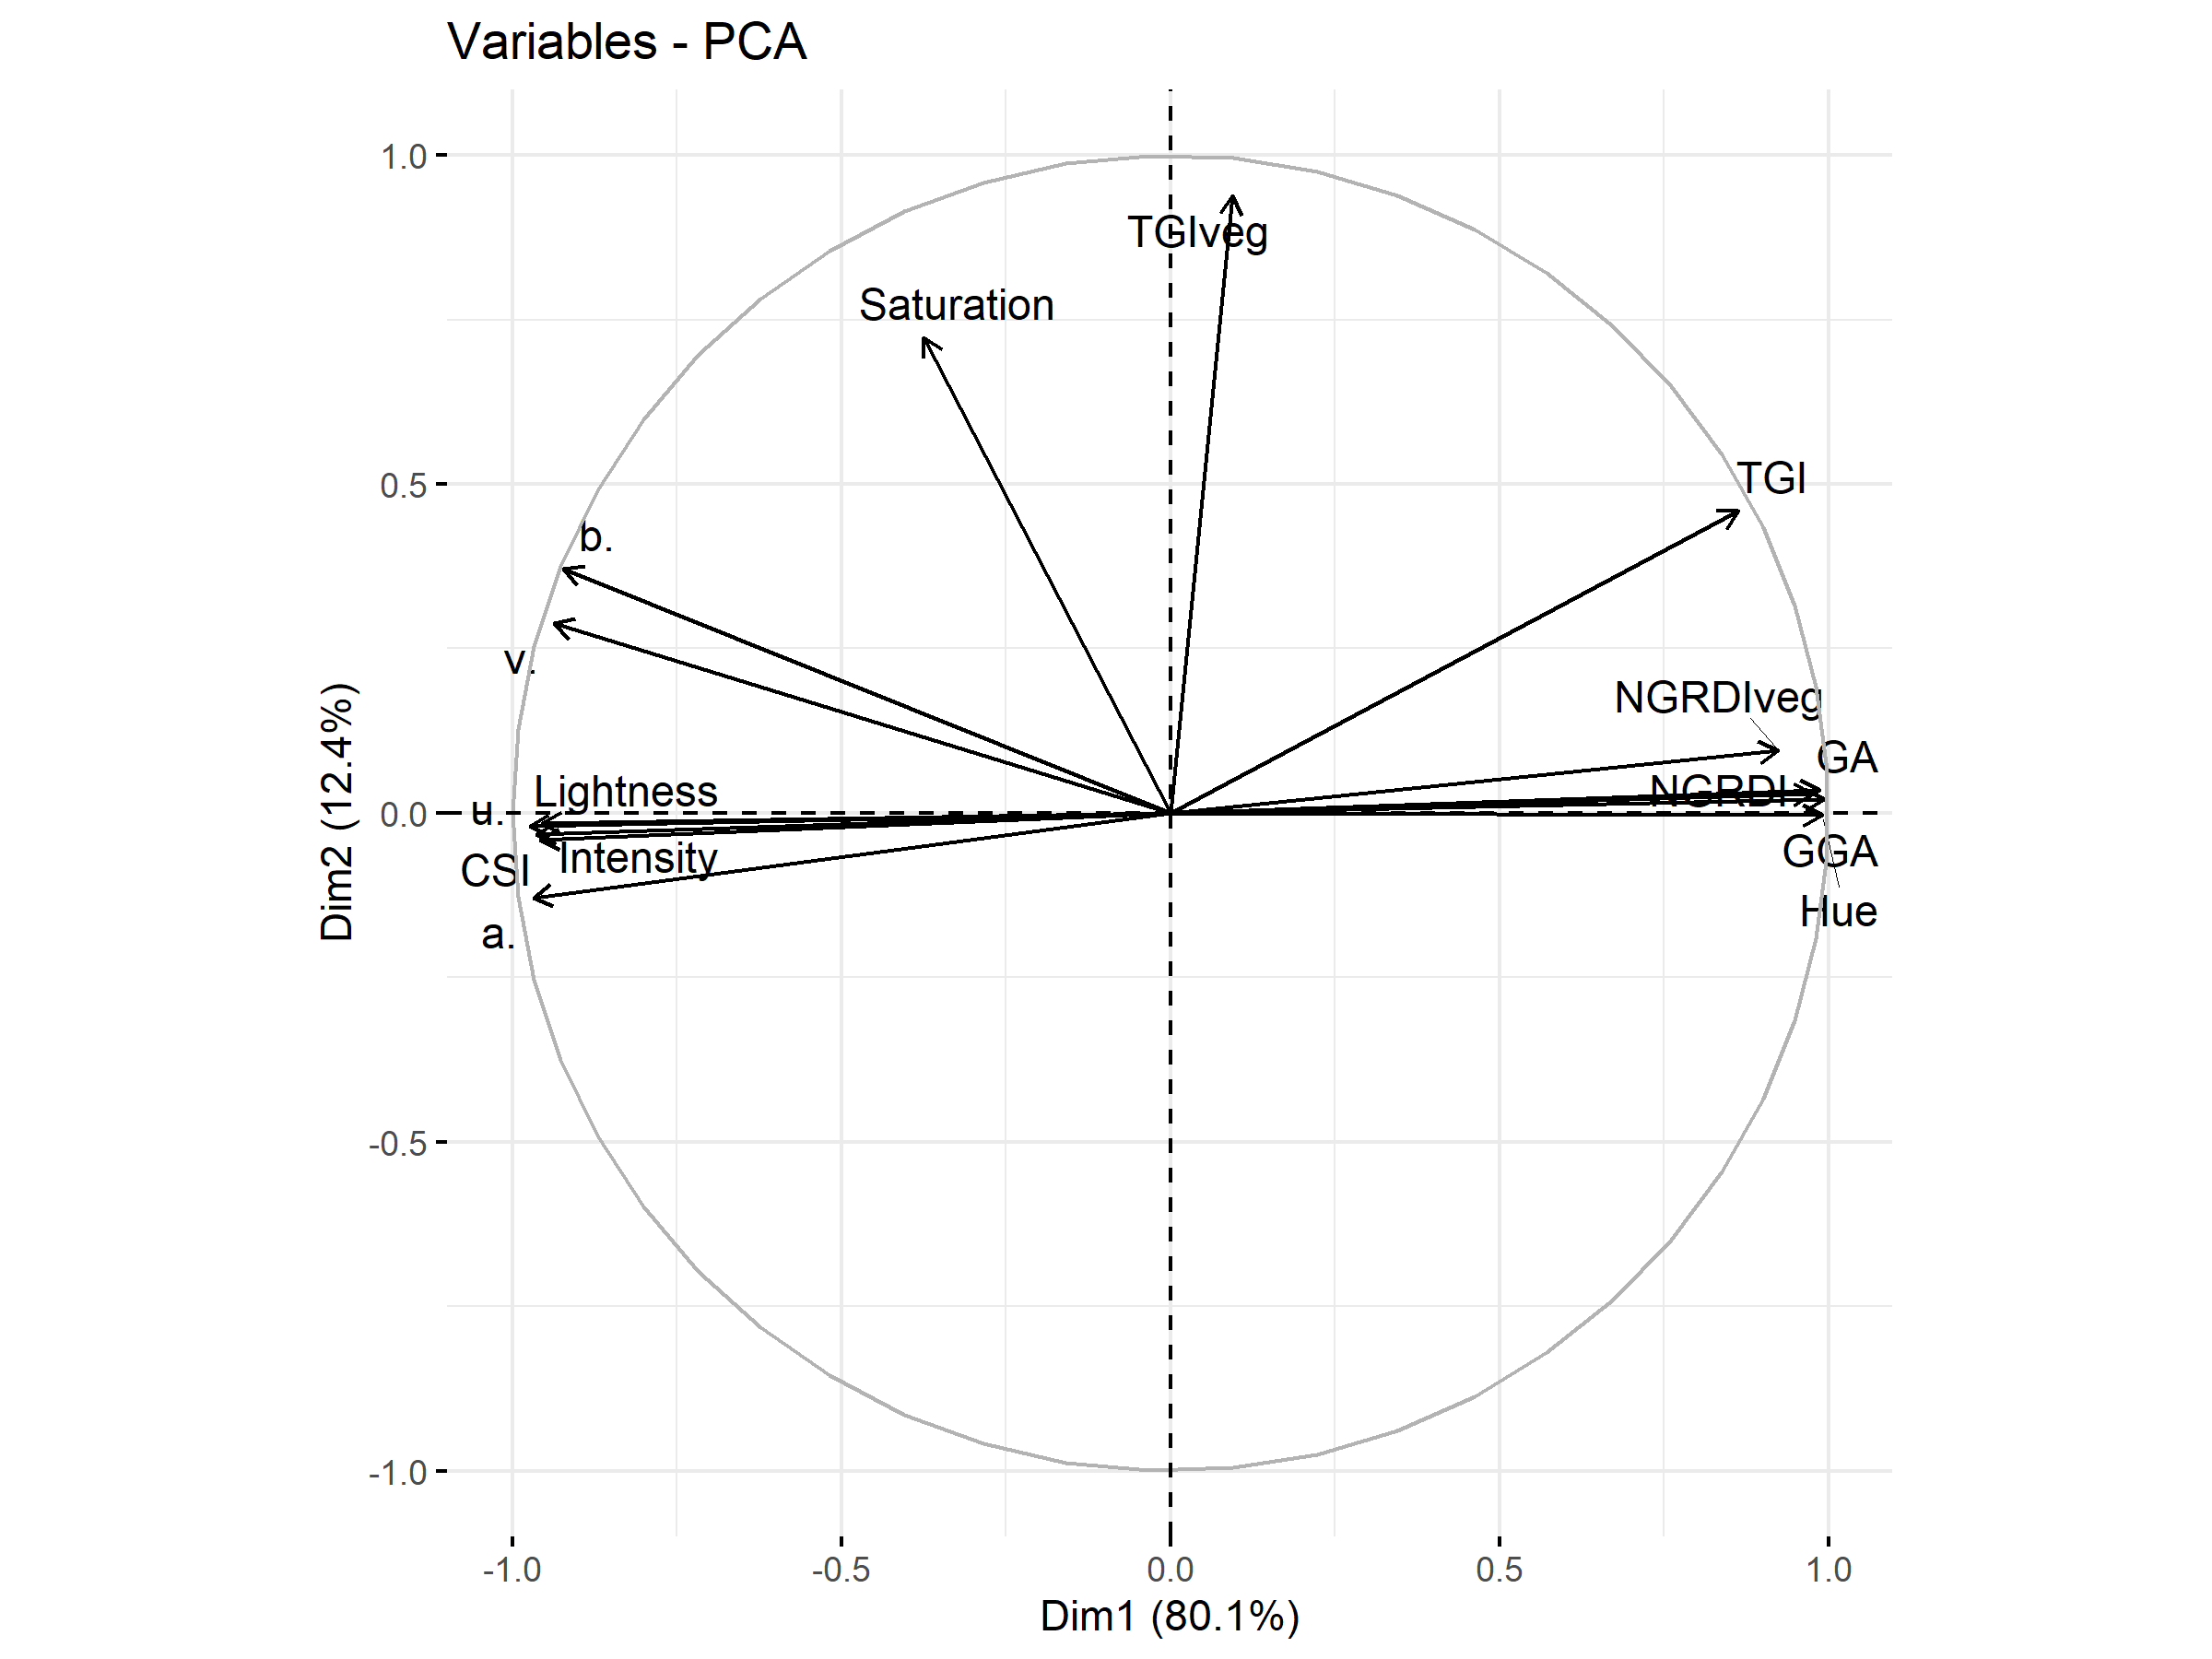 Variables - PCA
1.0
0.5
0.0
-0.5
-1.0
Dim2 (12.4%)
TGIveg
Saturation
TGI
b.
v.
NGRDIveg
GA
Lightness
NGRDI
u.
Intensity
GGA
CSI
Hue
a.
-1.0
-0.5
0.0
0.5
1.0
Dim1 (80.1%)